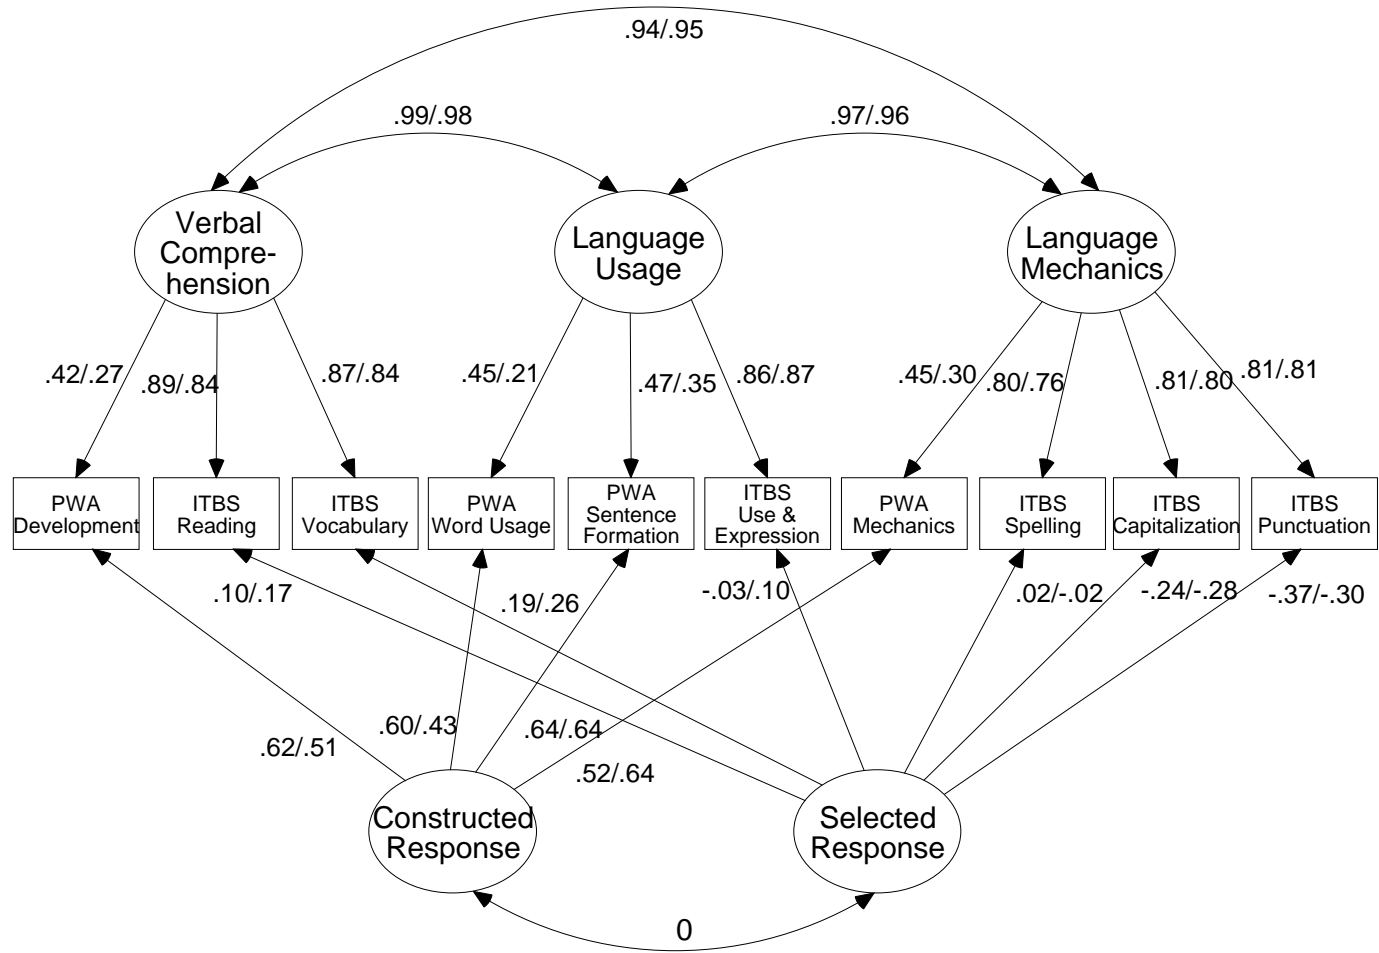 .94/.95
.99/.98
.97/.96
Verbal
Compre-
hension
Language
Usage
Language
Mechanics
.42/.27
.89/.84
.87/.84
.45/.21
.47/.35
.86/.87
.45/.30
.80/.76
.81/.80
.81/.81
PWA
Development
ITBS
Reading
ITBS
Vocabulary
PWA
Word Usage
PWA
Sentence
Formation
ITBS
Use &
Expression
PWA
Mechanics
ITBS
Spelling
ITBS
Capitalization
ITBS
Punctuation
.10/.17
.19/.26
-.03/.10
.02/-.02
-.24/-.28
-.37/-.30
.62/.51
.60/.43
.64/.64
.52/.64
Constructed
Response
Selected
Response
0